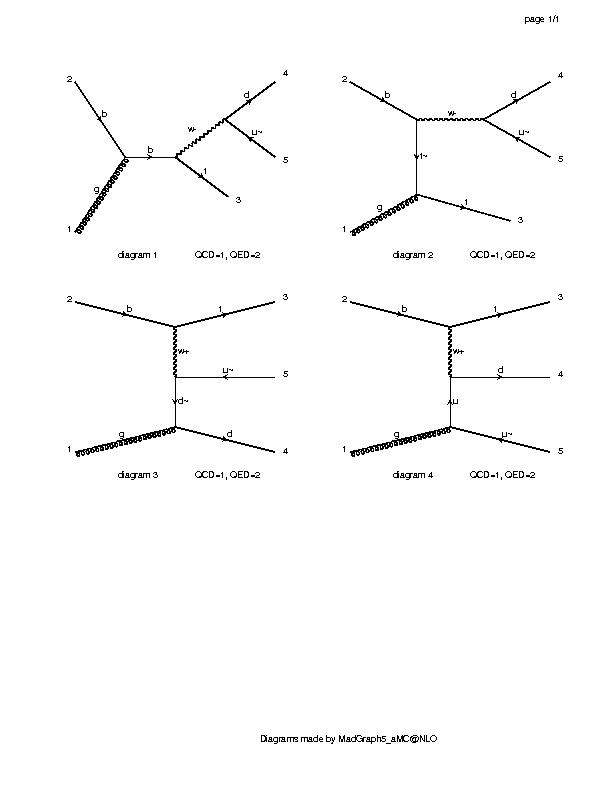 page 1/1
2
b
g
1
b
w-
d
4
u~
5
t
3
diagram 1 QCD=1, QED=2
2
b
w-
d
4
u~
5
t~
g
1
t
3
diagram 2 QCD=1, QED=2
2
b
t
3
w+
u~
5
d~
g
1
d
4
diagram 3 QCD=1, QED=2
2
b
t
3
w+
d
4
u
g
1
u~
5
diagram 4 QCD=1, QED=2
Diagrams made by MadGraph5_aMC@NLO